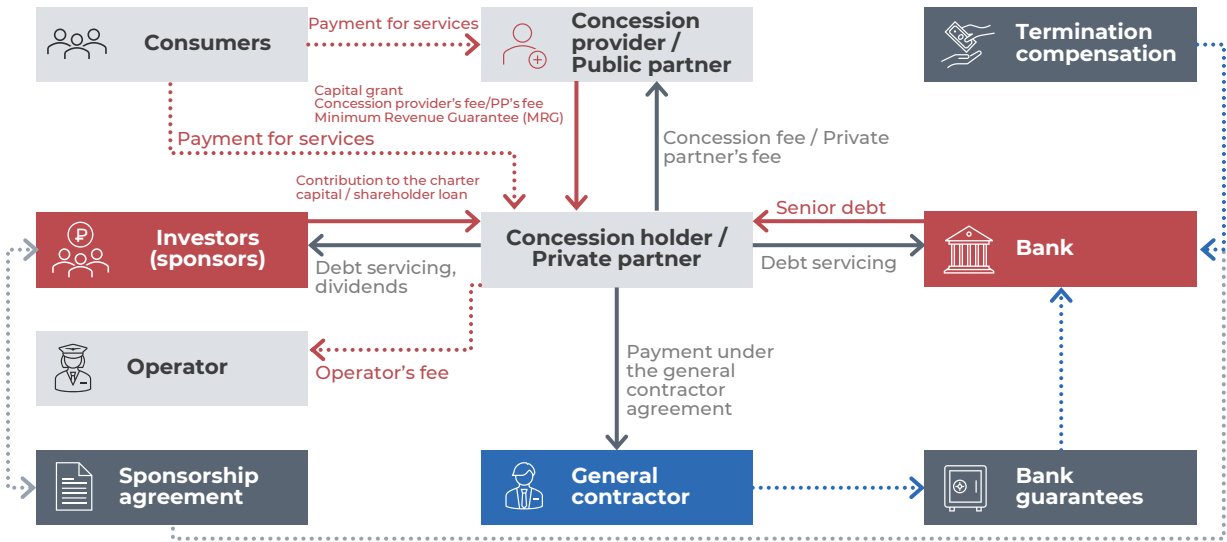 Consumers
Payment for services
Concession
provider /
Public partner
Termination
compensation
Capital grant
Concession provider's fee/PP's fee
Minimum Revenue Guarantee (MRG)
Payment for services
Concession fee / Private
partner's fee
Contribution to the charter
capital / shareholder loan
Senior debt
₽
Investors
(sponsors)
Concession holder /
Private partner
Bank
Debt servicing,
dividends
Debt servicing
Operator
Operator's fee
Payment under
the general
contractor
agreement
Sponsorship
agreement
General
contractor
Bank
guarantees